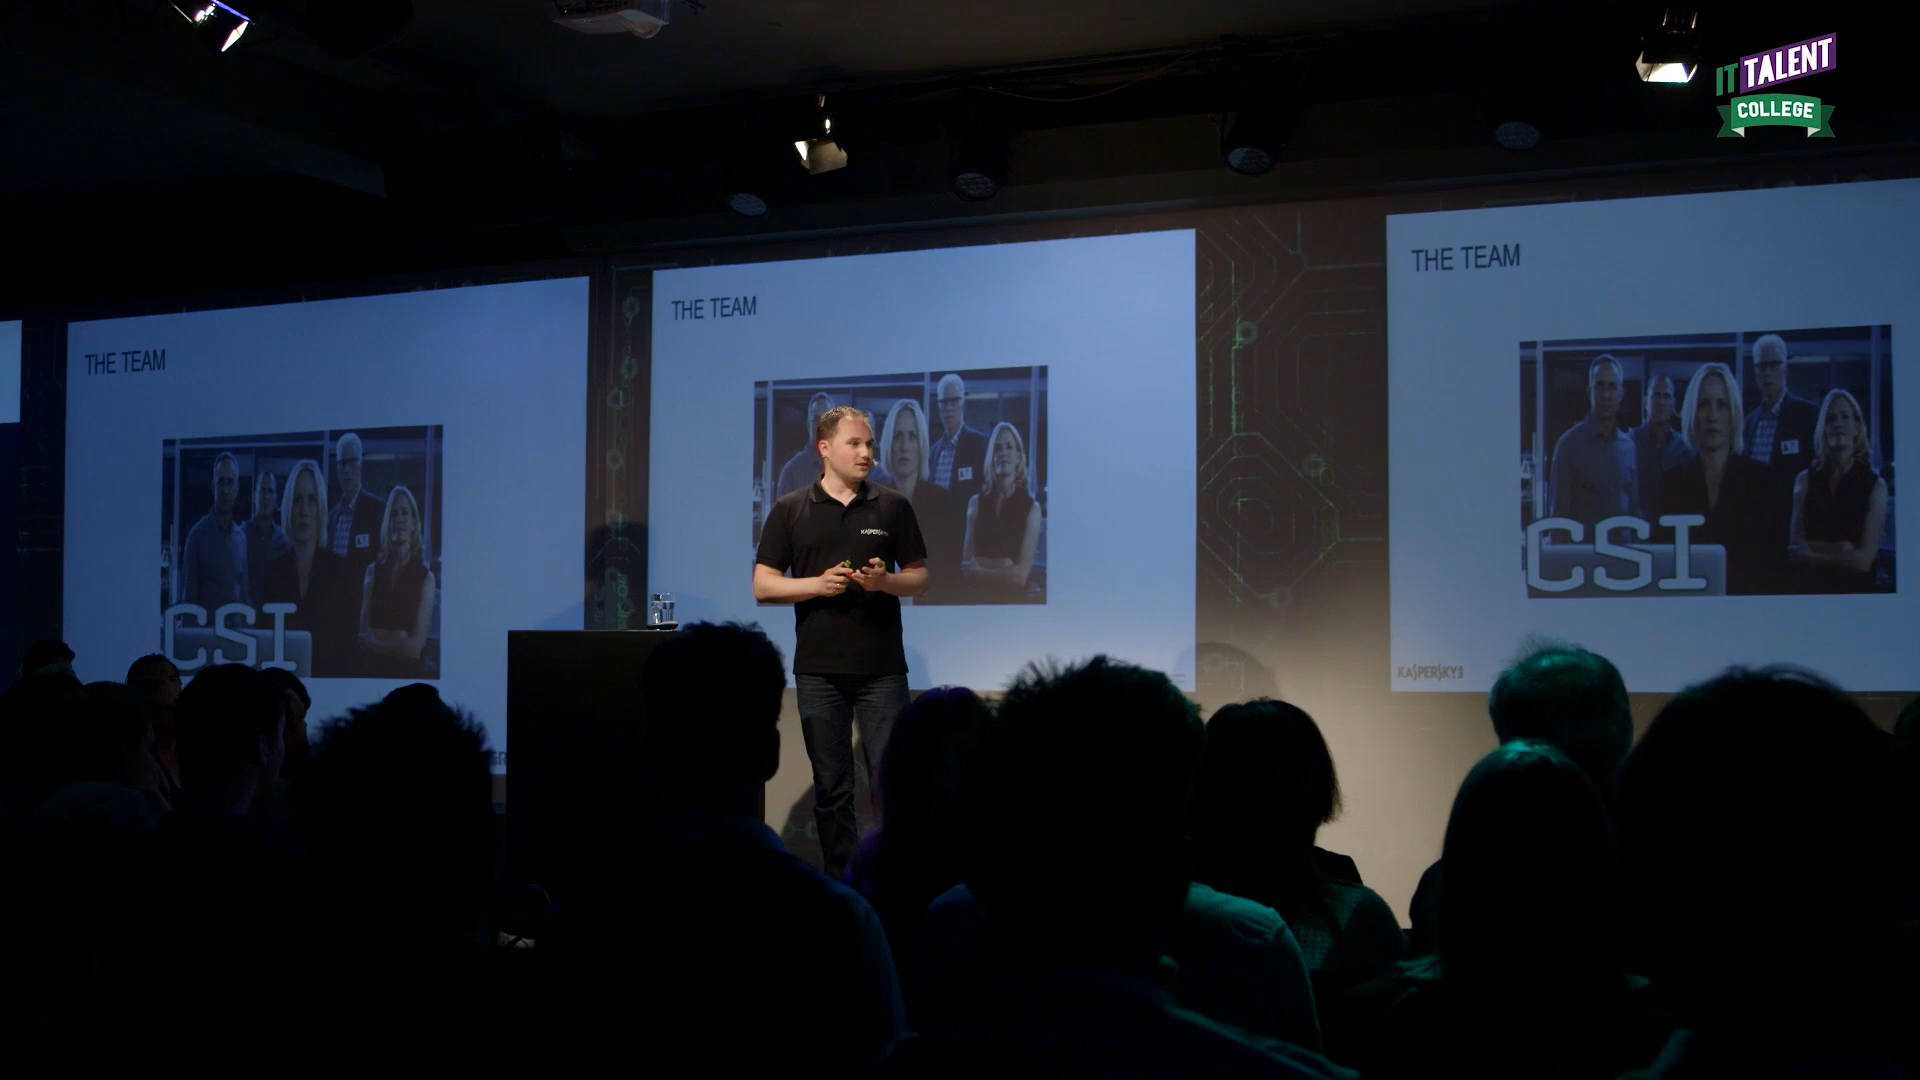 IT TALENT
COLLEGE
THE TEAM
CSI
THE TEAM
KASPERSKY
THE TEAM
CSI
KASPERSKY